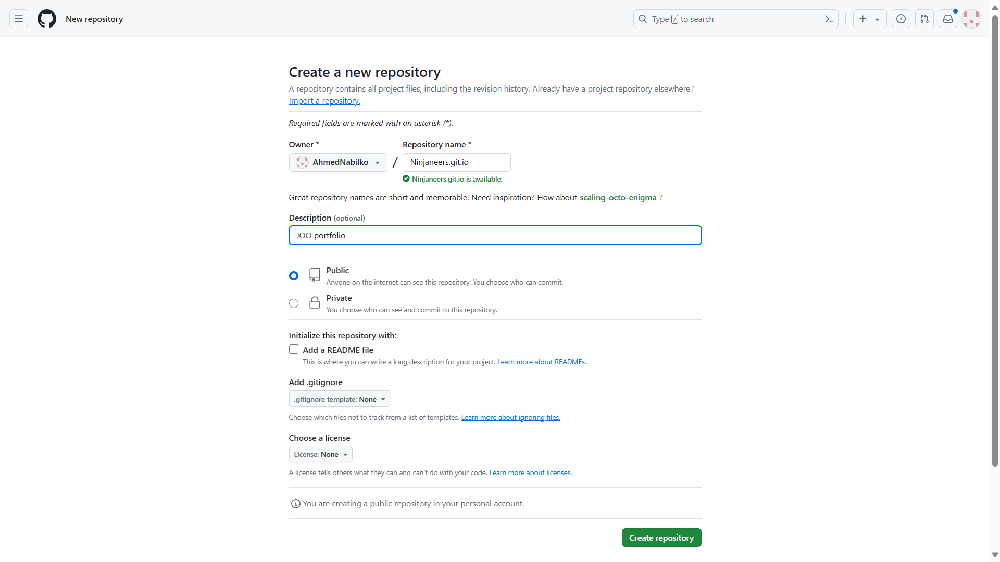 New repository
Type / to search
Create a new repository
A repository contains all project files, including the revision history. Already have a project repository elsewhere?
Import a repository.
Required fields are marked with an asterisk (*).
Owner *
Repository name *
AhmedNabilko
/
Ninjaneers.git.io
Ninjaneers.git.io is available.
Great repository names are short and memorable. Need inspiration? How about scaling-octo-enigma ?
Description (optional)
JOO portfolio
Public
Anyone on the internet can see this repository. You choose who can commit.
Private
You choose who can see and commit to this repository.
Initialize this repository with:
Add a README file
This is where you can write a long description for your project. Learn more about READMEs.
Add .gitignore
.gitignore template: None
Choose which files not to track from a list of templates. Learn more about ignoring files.
Choose a license
License: None
A license tells others what they can and can't do with your code. Learn more about licenses.
You are creating a public repository in your personal account.
Create repository